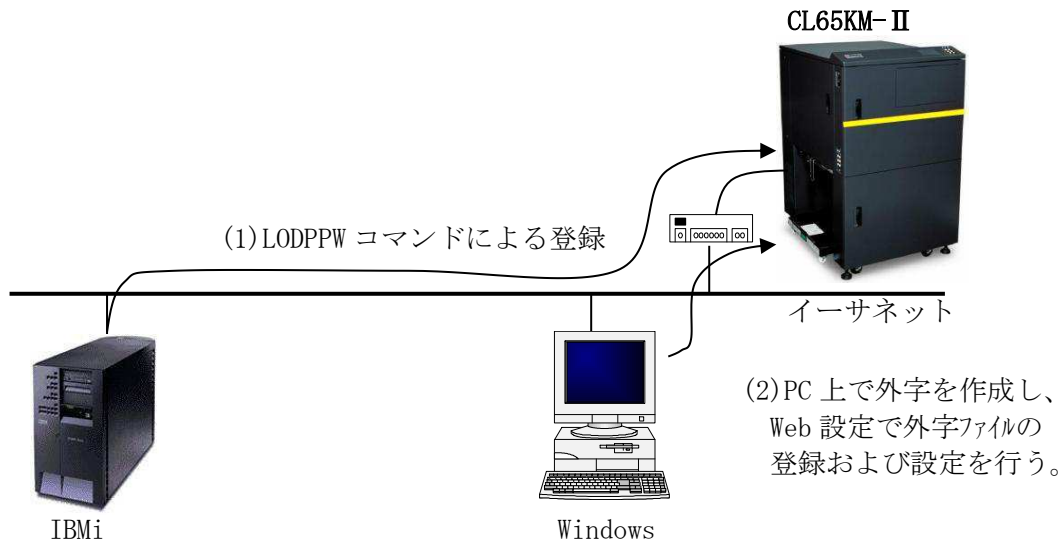 CL65KM-Ⅱ
(1)LODPPW コマンドによる登録
イーサネット
(2)PC 上で外字を作成し、
Web 設定で外字ﾌｧｲﾙの
登録および設定を行う。
IBMi
Windows